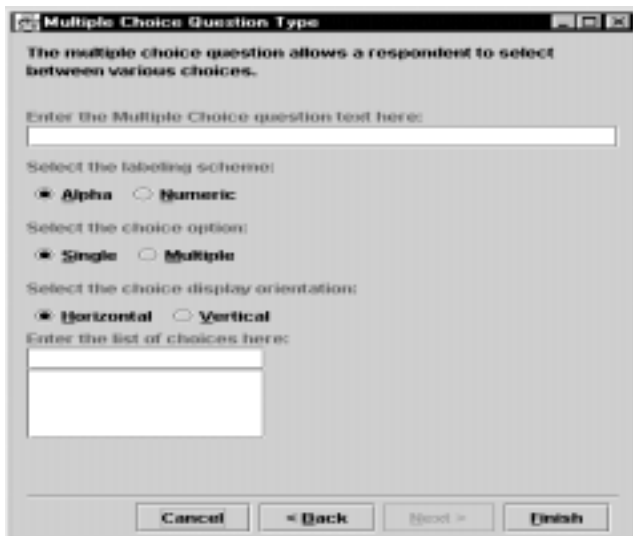 Multiple Choice Question Type
The multiple choice question allows a respondent to select
between various choices.
Enter the Multiple Choice question text here:
Select the labeling scheme:
Alpha Numeric
Select the choice option:
Single Multiple
Select the choice display orientation:
Horizontal Vertical
Enter the list of choices here:
Cancel < Back Next > Finish